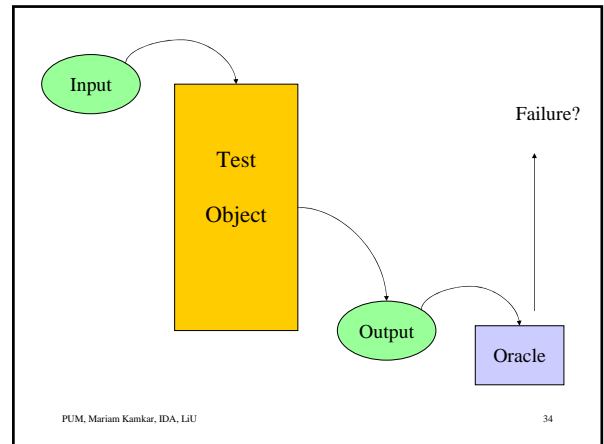 Input
Failure?
Test
Object
Output
Oracle
PUM, Mariam Kamkar, IDA, LiU
34